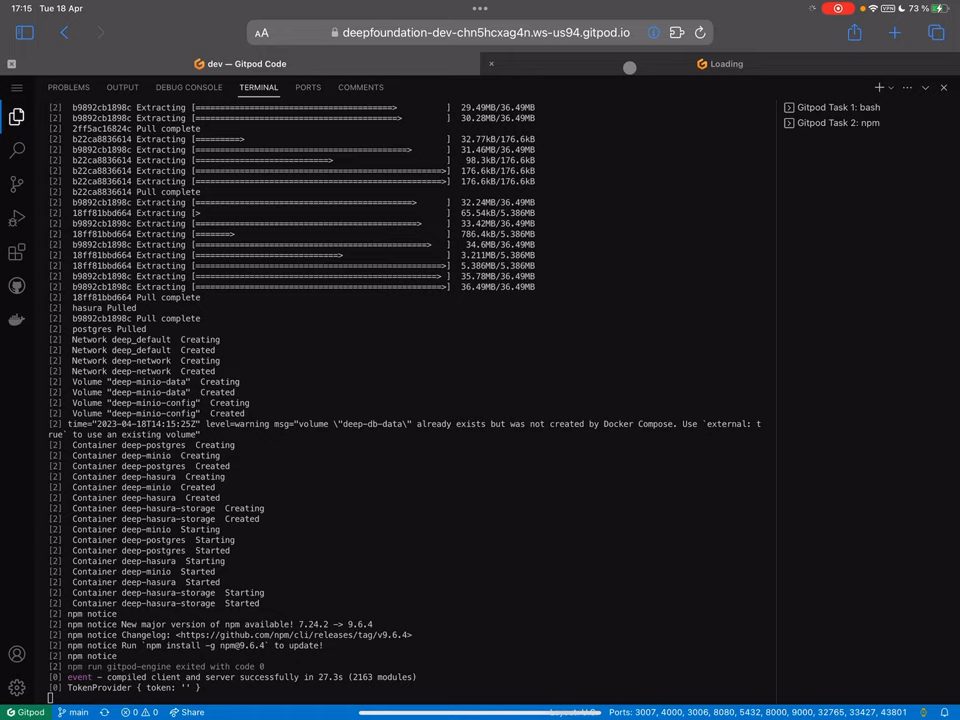 17:15 Tue 18 Apr
VPN 73 %
AA deepfoundation-dev-chn5hcxag4n.ws-us94.gitpod.io
dev — Gitpod Code
Loading
PROBLEMS OUTPUT DEBUG CONSOLE TERMINAL PORTS COMMENTS
[2] b9892cb1898c Extracting [=======================================> ] 29.49MB/36.49MB
[2] b9892cb1898c Extracting [========================================> ] 30.28MB/36.49MB
[2] 2ff5ac16824c Pull complete
[2] b22ca8836614 Extracting [=========> ] 32.77kB/176.6kB
[2] b9892cb1898c Extracting [==========================================> ] 31.46MB/36.49MB
[2] b22ca8836614 Extracting [===========================> ] 98.3kB/176.6kB
[2] b22ca8836614 Extracting [==================================================>] 176.6kB/176.6kB
[2] b22ca8836614 Extracting [==================================================>] 176.6kB/176.6kB
[2] b22ca8836614 Pull complete
[2] b9892cb1898c Extracting [===========================================> ] 32.24MB/36.49MB
[2] 18ff81bbd664 Extracting [> ] 65.54kB/5.386MB
[2] b9892cb1898c Extracting [============================================> ] 33.42MB/36.49MB
[2] 18ff81bbd664 Extracting [=======> ] 786.4kB/5.386MB
[2] b9892cb1898c Extracting [==============================================> ] 34.6MB/36.49MB
[2] 18ff81bbd664 Extracting [=============================> ] 3.211MB/5.386MB
[2] 18ff81bbd664 Extracting [==================================================>] 5.386MB/5.386MB
[2] b9892cb1898c Extracting [================================================> ] 35.78MB/36.49MB
[2] b9892cb1898c Extracting [==================================================>] 36.49MB/36.49MB
[2] 18ff81bbd664 Pull complete
[2] hasura Pulled
[2] b9892cb1898c Pull complete
[2] postgres Pulled
[2] Network deep_default Creating
[2] Network deep_default Created
[2] Network deep-network Creating
[2] Network deep-network Created
[2] Volume "deep-minio-data" Creating
[2] Volume "deep-minio-data" Created
[2] Volume "deep-minio-config" Creating
[2] Volume "deep-minio-config" Created
[2] time="2023-04-18T14:15:25Z" level=warning msg="volume \"deep-db-data\" already exists but was not created by Docker Compose. Use `external: t
rue` to use an existing volume"
[2] Container deep-postgres Creating
[2] Container deep-minio Creating
[2] Container deep-postgres Created
[2] Container deep-hasura Creating
[2] Container deep-minio Created
[2] Container deep-hasura Created
[2] Container deep-hasura-storage Creating
[2] Container deep-hasura-storage Created
[2] Container deep-minio Starting
[2] Container deep-postgres Starting
[2] Container deep-postgres Started
[2] Container deep-hasura Starting
[2] Container deep-minio Started
[2] Container deep-hasura Started
[2] Container deep-hasura-storage Starting
[2] Container deep-hasura-storage Started
[2] npm notice
[2] npm notice New major version of npm available! 7.24.2 -> 9.6.4
[2] npm notice Changelog: <https://github.com/npm/cli/releases/tag/v9.6.4>
[2] npm notice Run `npm install -g npm@9.6.4` to update!
[2] npm notice
[2] npm run gitpod-engine exited with code 0
[0] event - compiled client and server successfully in 27.3s (2163 modules)
[0] TokenProvider { token: '' }
Gitpod Task 1: bash
Gitpod Task 2: npm
Gitpod main 0 0 Share Ports: 3007, 4000, 3006, 8080, 5432, 8000, 9000, 32765, 33427, 43801